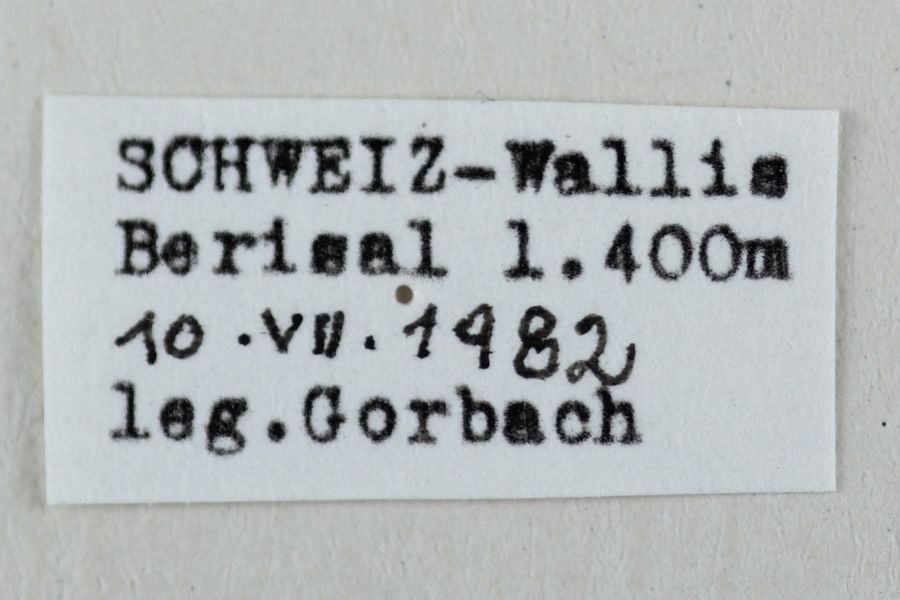 SCHWEIZ-Wallis
Berisal 1.400m
10.VII.1982
leg.Gorbach